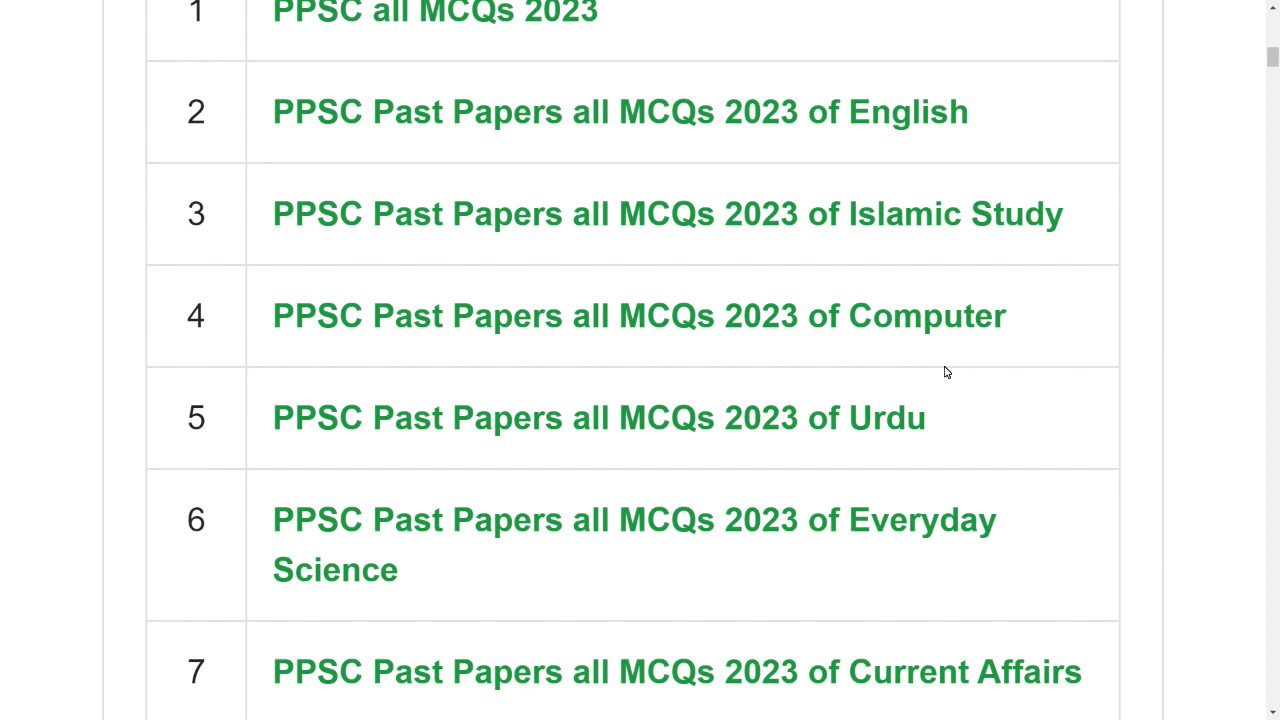 1 PPSC all MCQs 2023
2 PPSC Past Papers all MCQs 2023 of English
3 PPSC Past Papers all MCQs 2023 of Islamic Study
4 PPSC Past Papers all MCQs 2023 of Computer
5 PPSC Past Papers all MCQs 2023 of Urdu
6 PPSC Past Papers all MCQs 2023 of Everyday
Science
7 PPSC Past Papers all MCQs 2023 of Current Affairs